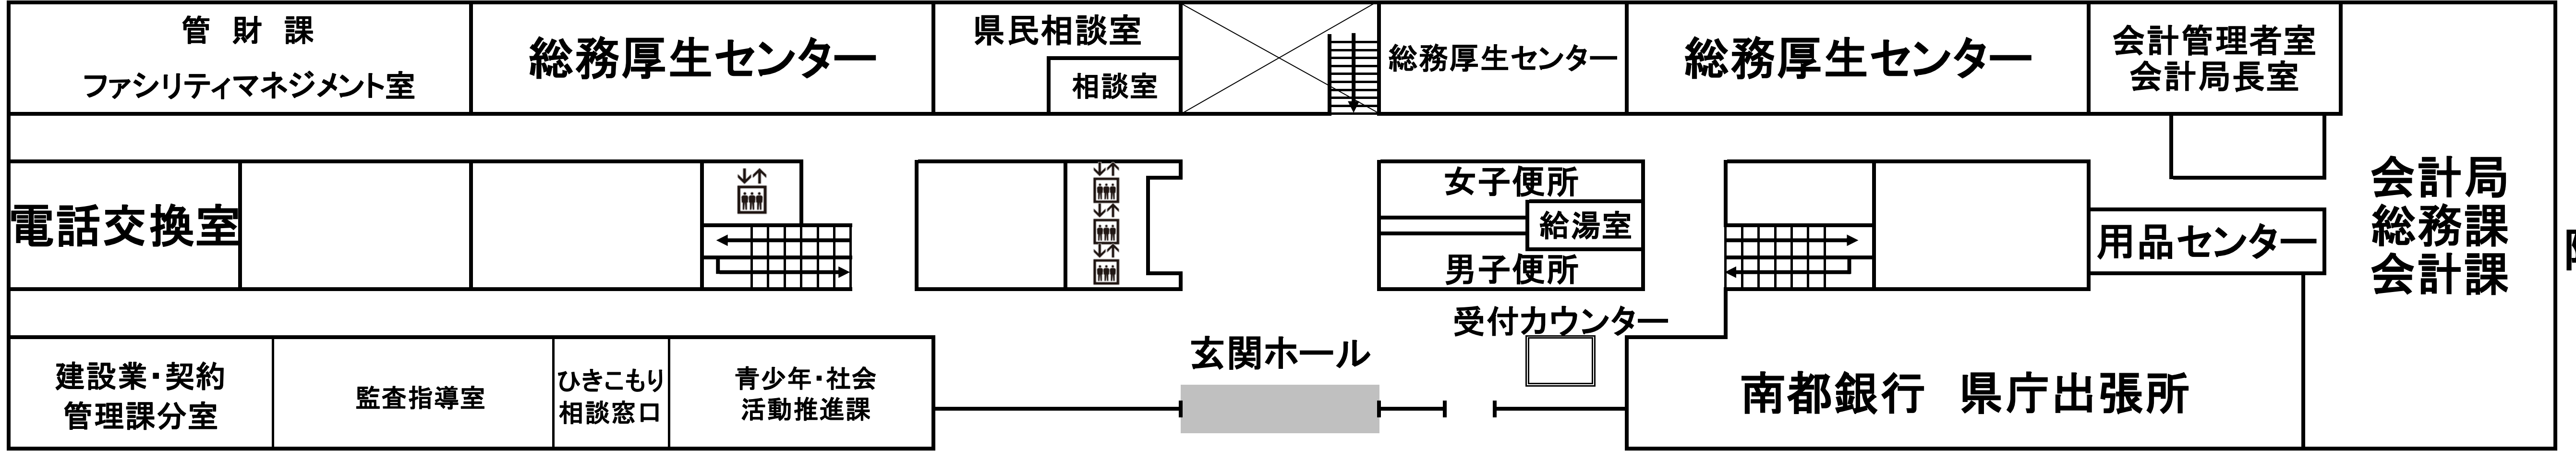 管 財 課
ファシリティマネジメント室
総務厚生センター
県民相談室
相談室
総務厚生センター
総務厚生センター
会計管理者室
会計局長室
電話交換室
女子便所
給湯室
男子便所
用品センター
会計局
総務課
会計課
受付カウンター
玄関ホール
建設業・契約
管理課分室
監査指導室
ひきこもり
相談窓口
青少年・社会
活動推進課
南都銀行 県庁出張所